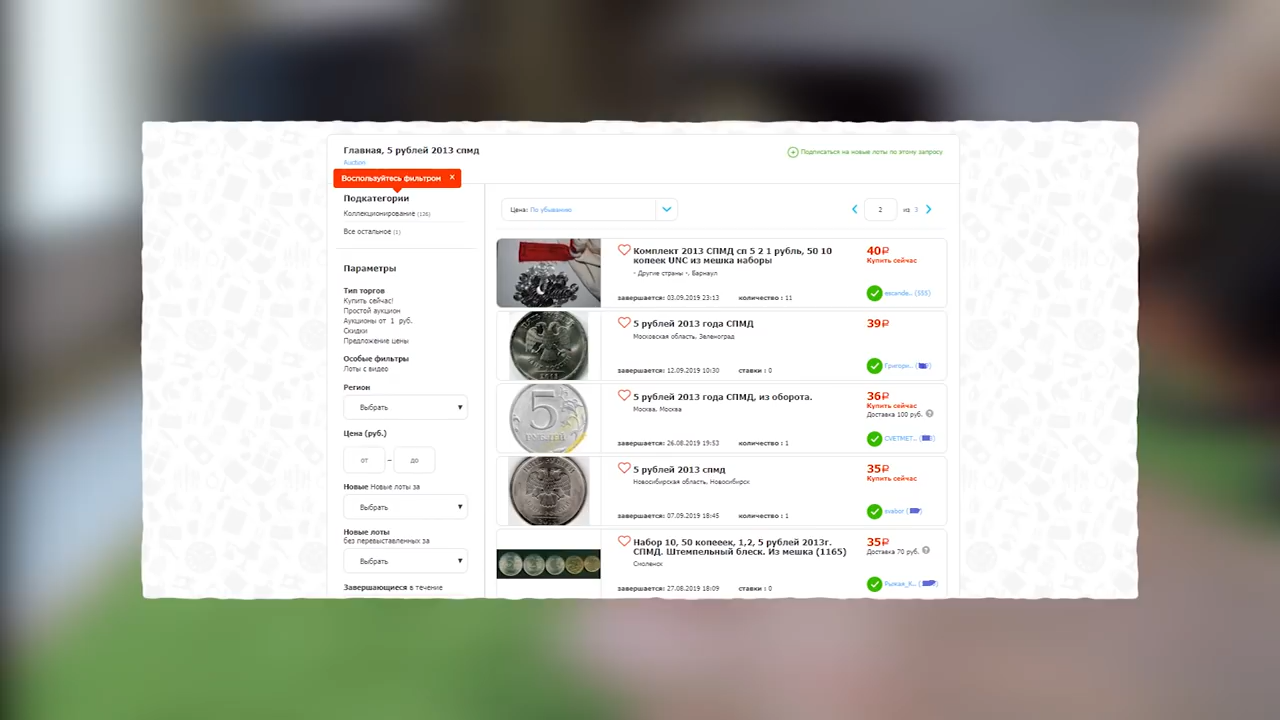 Главная, 5 рублей 2013 спмд
Auction
Подписаться на новые лоты по этому запросу
Воспользуйтесь фильтром ×
Подкатегории
Коллекционирование (126)
Все остальное (1)
Параметры
Тип торгов
Купить сейчас!
Простой аукцион
Аукционы от 1 руб.
Скидки
Предложение цены
Особые фильтры
Лоты с видео
Регион
Выбрать
Цена (руб.)
от – до
Новые Новые лоты за
Выбрать
Новые лоты
без перевыставленных за
Выбрать
Завершающиеся в течение
Цена: По убыванию
2 из 3
Комплект 2013 СПМД сп 5 2 1 рубль, 50 10
копеек UNC из мешка наборы
- Другие страны -, Барнаул
завершается: 03.09.2019 23:13 количество : 11
40₽
Купить сейчас
excande.. (555)
5 рублей 2013 года СПМД
Московская область, Зеленоград
завершается: 12.09.2019 10:30 ставки : 0
39₽
Григори.. (
5 рублей 2013 года СПМД, из оборота.
Москва, Москва
завершается: 26.08.2019 19:53 количество : 1
36₽
Купить сейчас
Доставка 100 руб.
CVETMET.. (
5 рублей 2013 спмд
Новосибирская область, Новосибирск
завершается: 07.09.2019 18:45 количество : 1
35₽
Купить сейчас
Набор 10, 50 копееек, 1,2, 5 рублей 2013г.
СПМД. Штемпельный блеск. Из мешка (1165)
Смоленск
завершается: 27.08.2019 18:09 ставки : 0
35₽
Доставка 70 руб.
Рыжая_К.. (